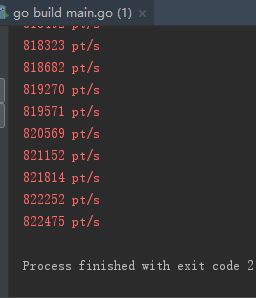 go build main.go (1) ×
pt/s
818323 pt/s
818682 pt/s
819270 pt/s
819571 pt/s
820569 pt/s
821152 pt/s
821814 pt/s
822252 pt/s
822475 pt/s
Process finished with exit code 2